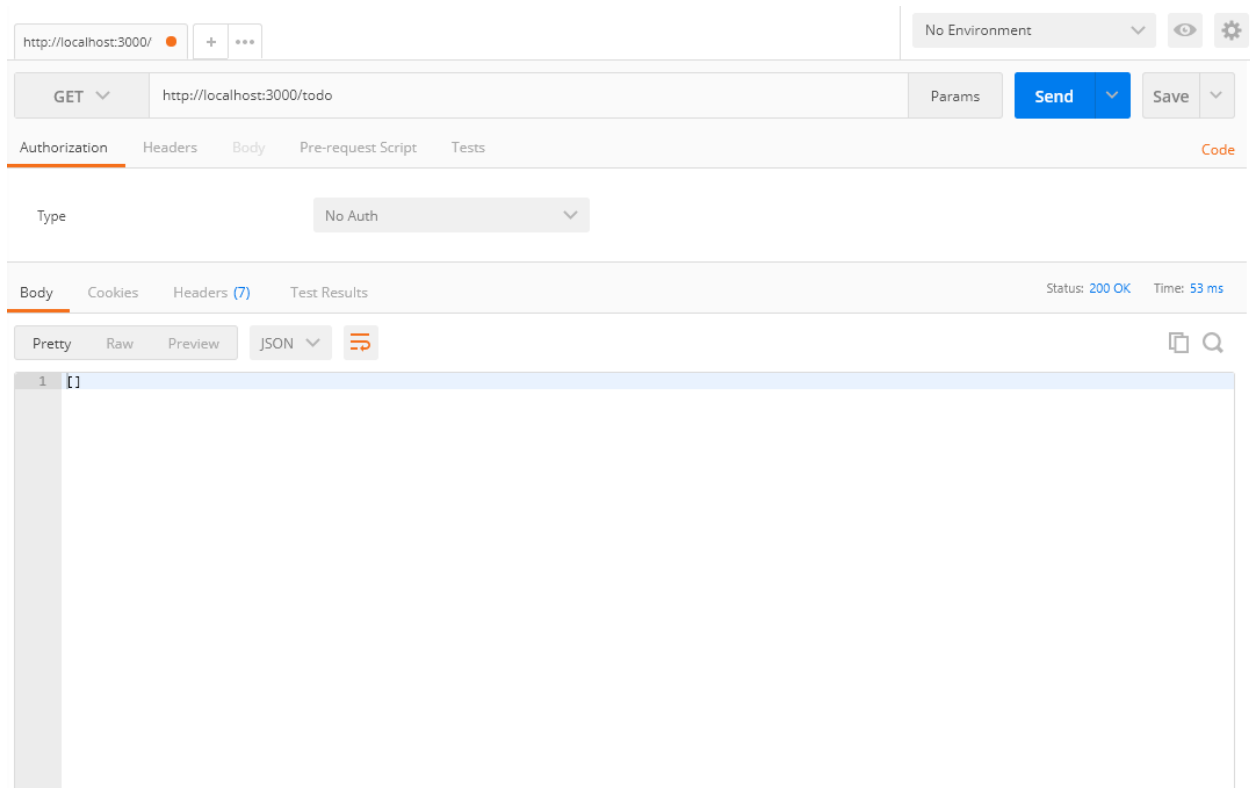 http://localhost:3000/ + ••• No Environment
GET http://localhost:3000/todo Params Send Save
Authorization Headers Body Pre-request Script Tests Code
Type No Auth
Body Cookies Headers (7) Test Results Status: 200 OK Time: 53 ms
Pretty Raw Preview JSON
1 []